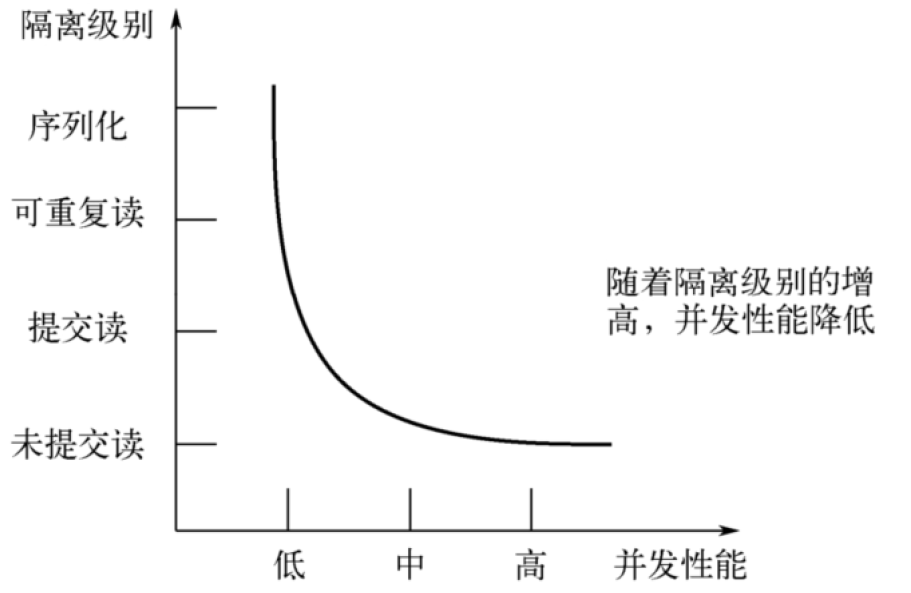 隔离级别
序列化
可重复读
提交读
未提交读
随着隔离级别的增
高，并发性能降低
低
中
高
并发性能